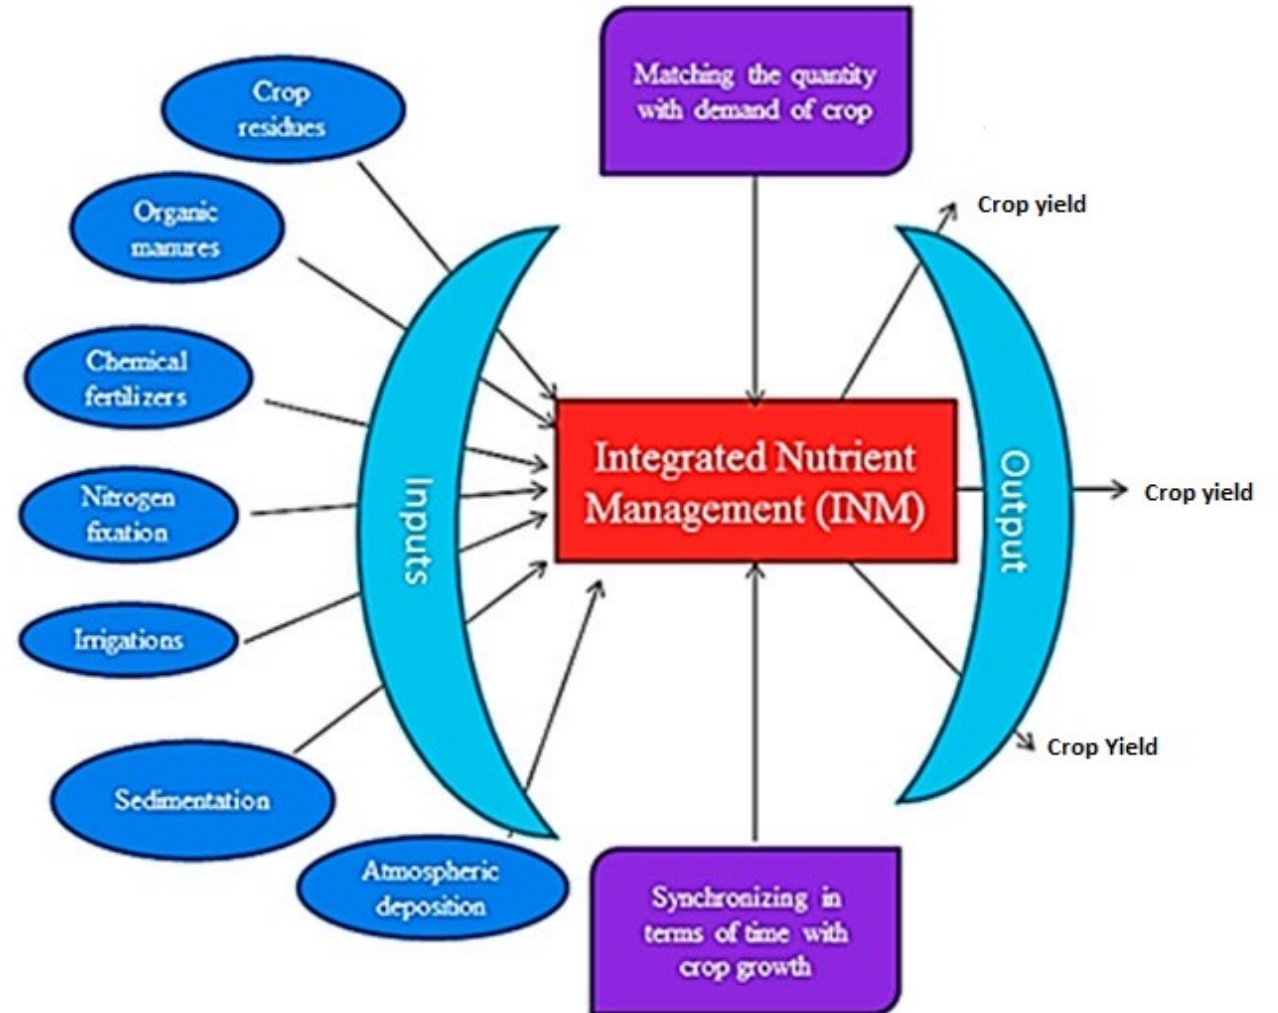 Crop
residues
Organic
manures
Chemical
fertilizers
Nitrogen
fixation
Irrigations
Sedimentation
Atmospheric
deposition
Inputs
Matching the quantity
with demand of crop
Integrated Nutrient
Management (INM)
Synchronizing in
terms of time with
crop growth
Output
Crop yield
Crop yield
Crop Yield